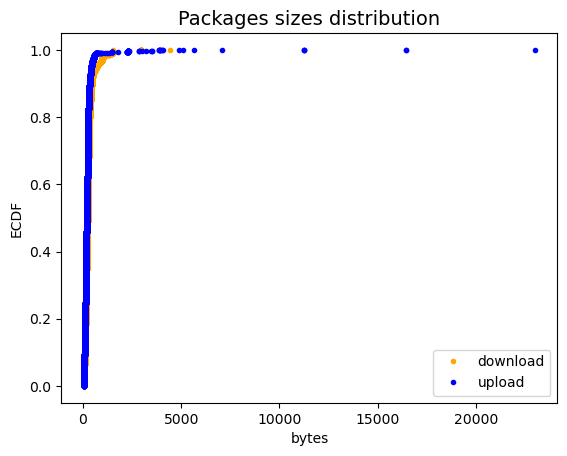 Packages sizes distribution
1.0
0.8
0.6
0.4
0.2
0.0
ECDF
0
5000
10000
15000
20000
bytes
download
upload